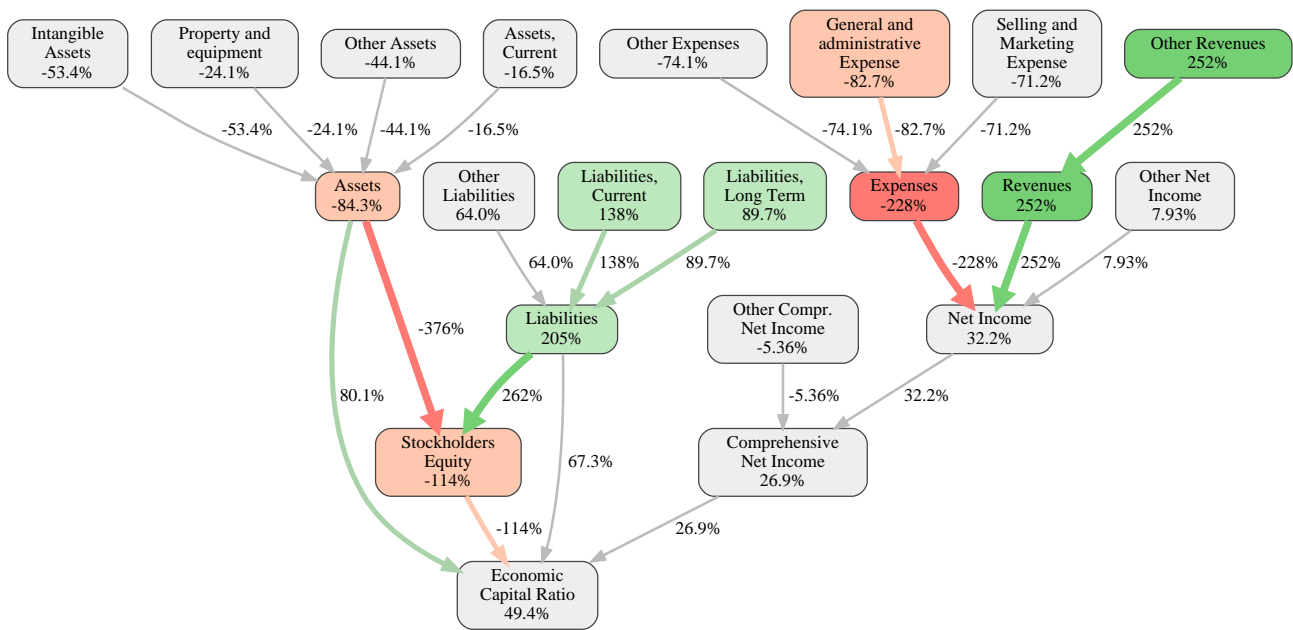 Intangible
Assets
-53.4%
Property and
equipment
-24.1%
Other Assets
-44.1%
Assets,
Current
-16.5%
Other Expenses
-74.1%
General and
administrative
Expense
-82.7%
Selling and
Marketing
Expense
-71.2%
Other Revenues
252%
-53.4%
-24.1%
-44.1%
-16.5%
-74.1%
-82.7%
-71.2%
252%
Assets
-84.3%
Other
Liabilities
64.0%
Liabilities,
Current
138%
Liabilities,
Long Term
89.7%
Expenses
-228%
Revenues
252%
Other Net
Income
7.93%
64.0%
138%
89.7%
-228%
252%
7.93%
-376%
Liabilities
205%
Other Compr.
Net Income
-5.36%
Net Income
32.2%
80.1%
262%
-5.36%
32.2%
Stockholders
Equity
-114%
67.3%
Comprehensive
Net Income
26.9%
-114%
26.9%
Economic
Capital Ratio
49.4%